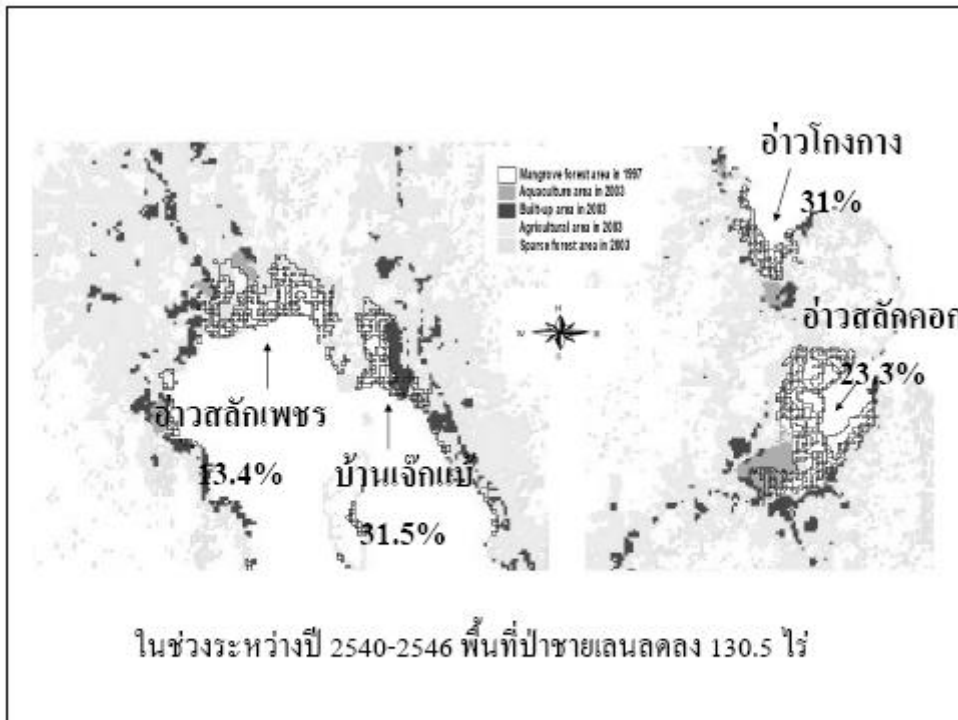 อ่าวโกงกาง
31%
Mangrove forest area in 1997
Aquaculture area in 2003
Built-up area in 2003
Agricultural area in 2003
Sparse forest area in 2003
อ่าวสลักคอก
23.3%
อ่าวสลักเพชร
13.4%
บ้านเจ๊กแบ้
31.5%
ในช่วงระหว่างปี 2540-2546 พื้นที่ป่าชายเลนลดลง 130.5 ไร่